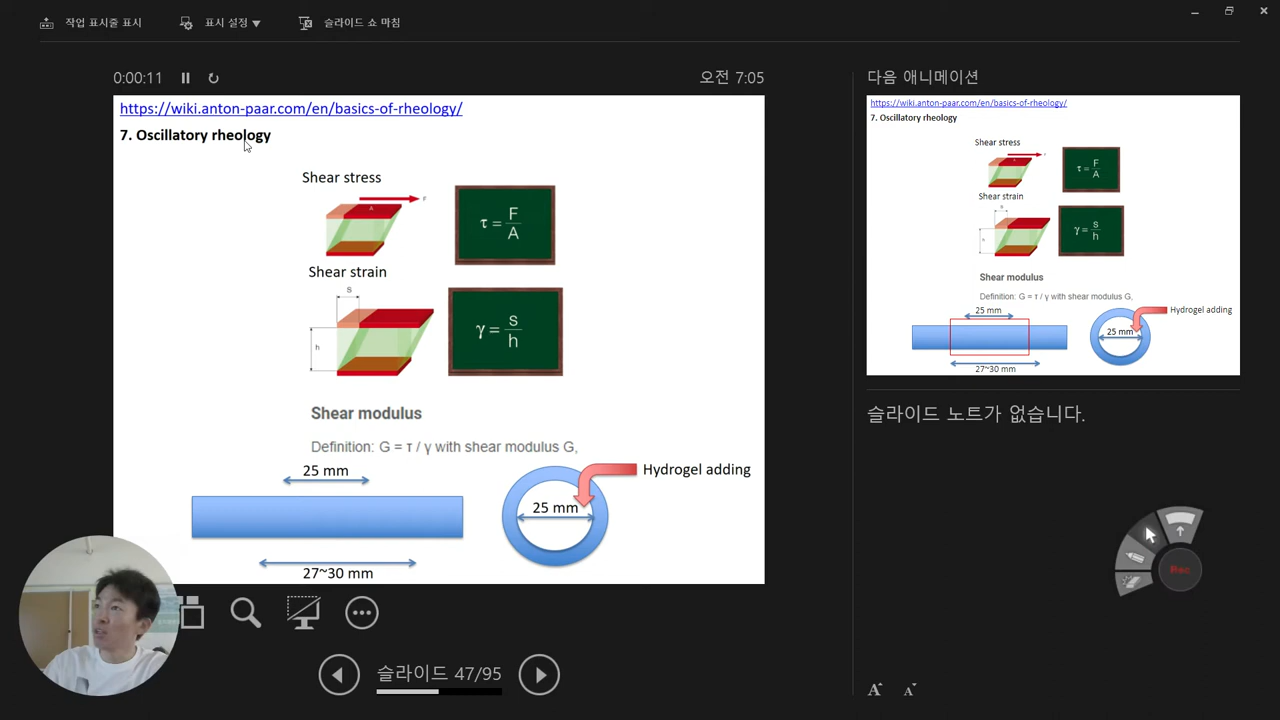 작업 표시줄 표시
표시 설정 ▼
슬라이드 쇼 마침
0:00:11
오전 7:05
https://wiki.anton-paar.com/en/basics-of-rheology/
7. Oscillatory rheology
Shear stress
F
A
τ = F/A
Shear strain
s
h
γ = s/h
Shear modulus
Definition: G = τ / γ with shear modulus G,
25 mm
27~30 mm
25 mm
Hydrogel adding
슬라이드 47/95
다음 애니메이션
https://wiki.anton-paar.com/en/basics-of-rheology/
7. Oscillatory rheology
Shear stress
τ = F/A
Shear strain
s
h
γ = s/h
Shear modulus
Definition: G = τ / γ with shear modulus G,
25 mm
27~30 mm
25 mm
Hydrogel adding
슬라이드 노트가 없습니다.
Rec
A
A